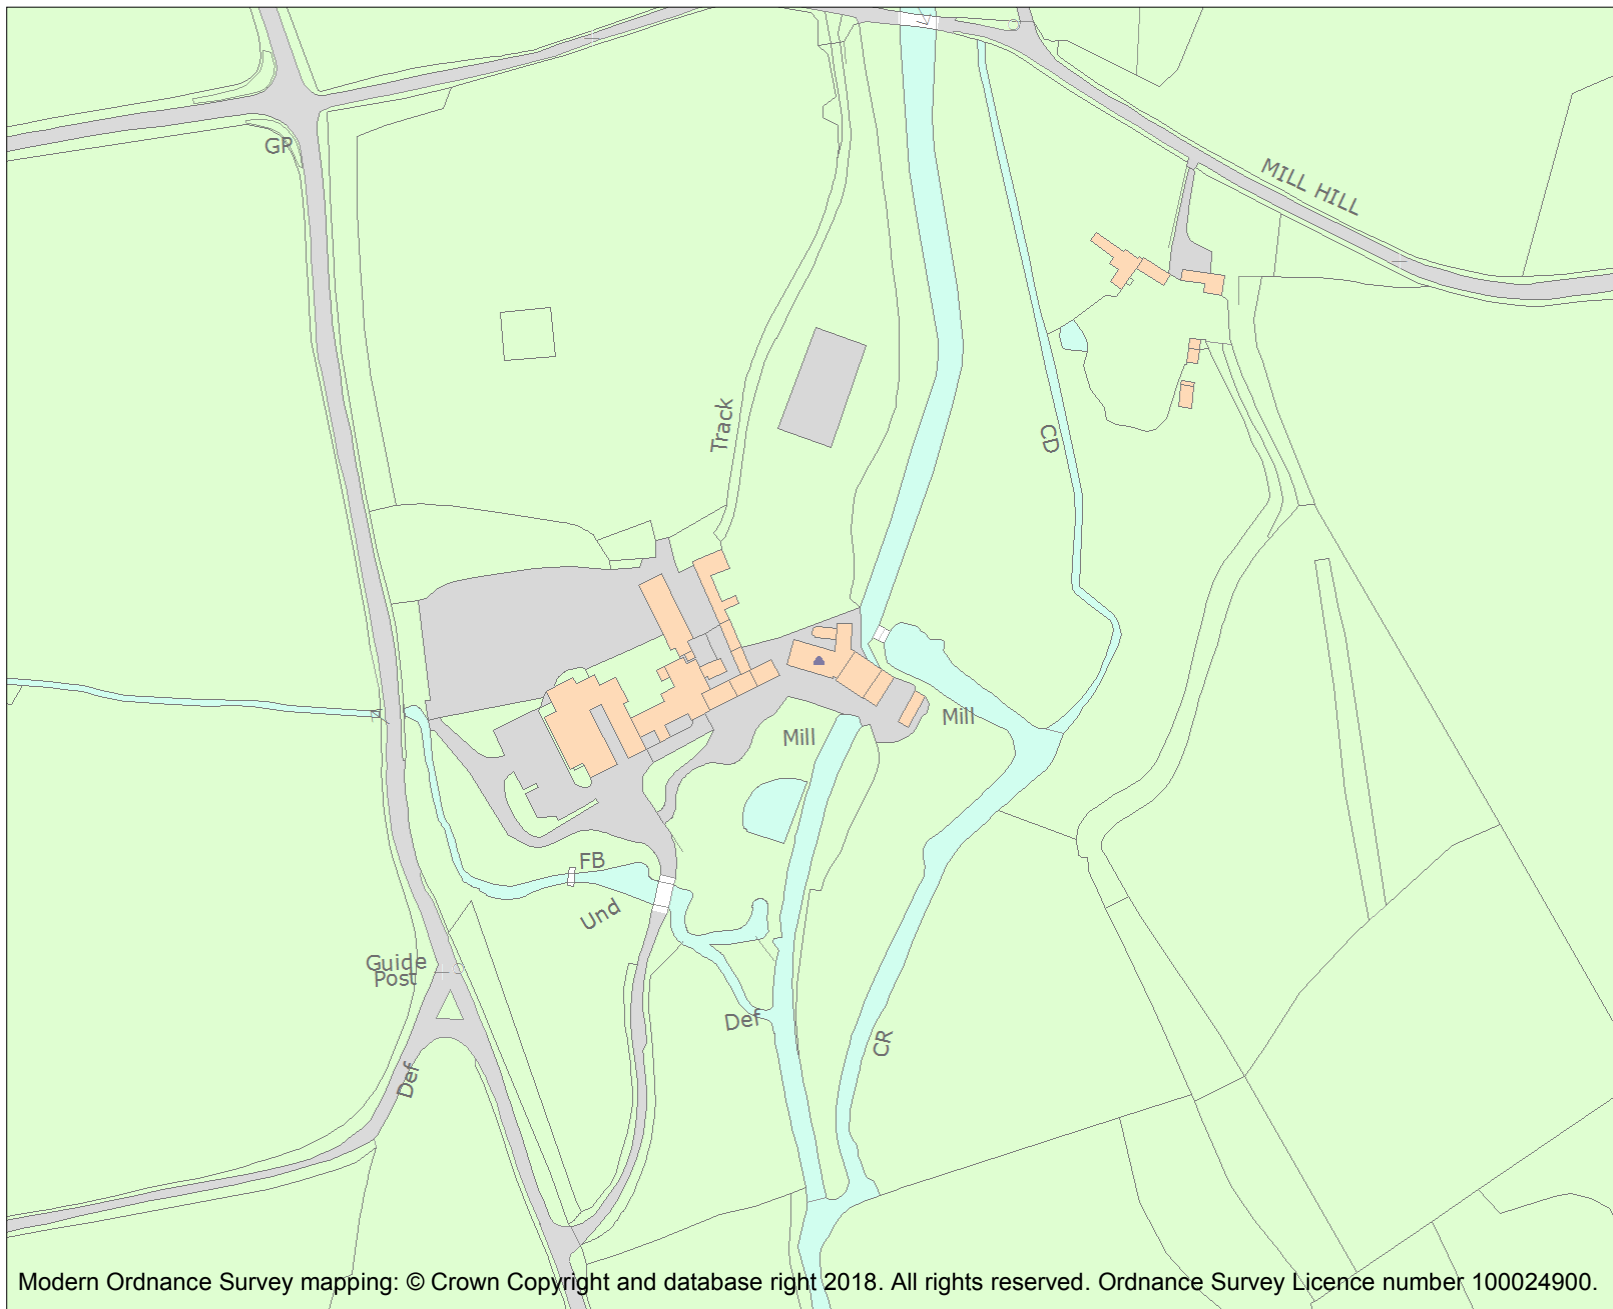 GP
MILL HILL
Track
CD
Mill
Mill
FB
Und
Guide
Post
Def
CR
Def
Modern Ordnance Survey mapping: © Crown Copyright and database right 2018. All rights reserved. Ordnance Survey Licence number 100024900.